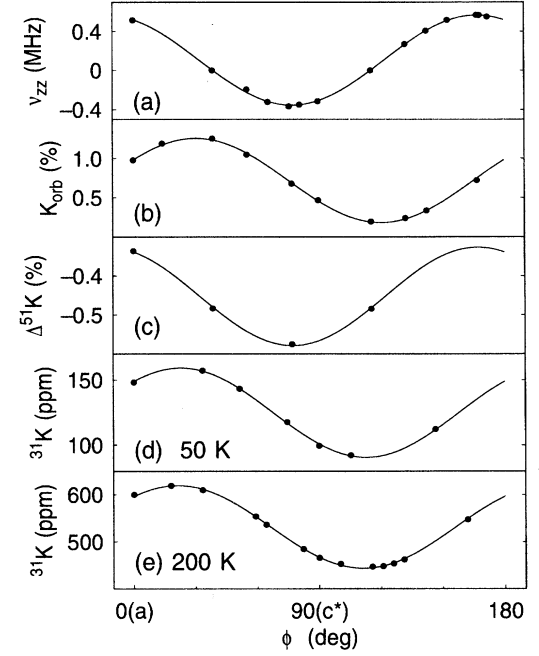 0.4
0
−0.4
ν_zz (MHz)
(a)
1.0
0.5
K_orb (%)
(b)
−0.4
−0.5
Δ⁵¹K (%)
(c)
150
100
³¹K (ppm)
(d) 50 K
600
500
³¹K (ppm)
(e) 200 K
0(a) 90(c*) 180
ϕ (deg)